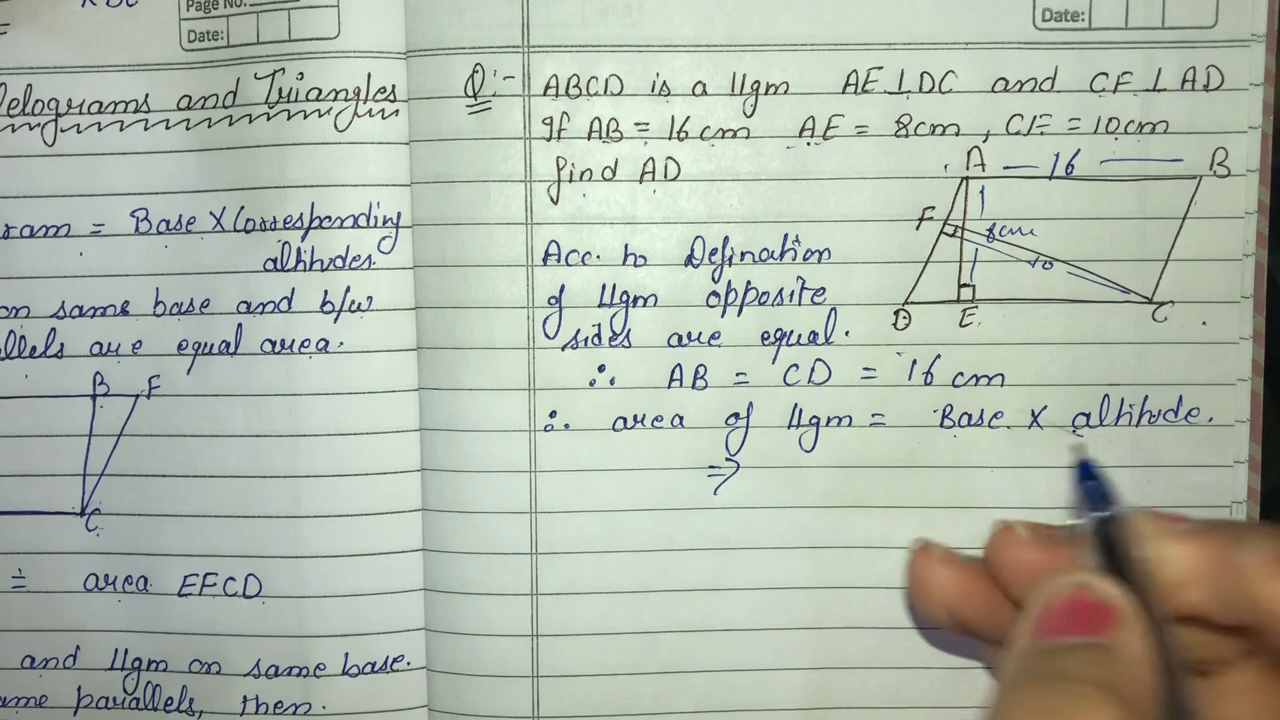 Page No.
Date:
=
elograms and Triangles
ram = Base X Corresponding
altitudes.
on same base and b/w
llels are equal area.
B F
C
= area EFCD
and llgm on same base.
me parallels, then.
Date:
Q:- ABCD is a llgm AE⊥DC and CF⊥AD
If AB = 16 cm AE = 8cm, CF = 10cm
find AD
A 16 B
F 8cm
10
D E. C
Acc. to Defination
of llgm opposite
sides are equal.
∴ AB = CD = 16 cm
∴ area of llgm = Base X altitude.
⇒